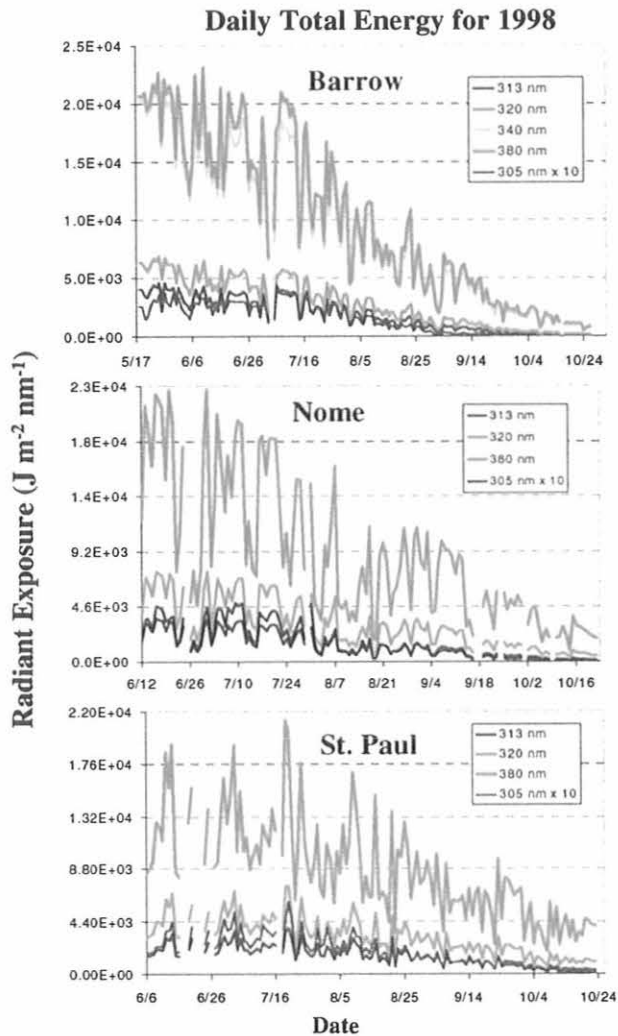 Daily Total Energy for 1998
Radiant Exposure (J m⁻² nm⁻¹)
Barrow
2.5E+04
2.0E+04
1.5E+04
1.0E+04
5.0E+03
0.0E+00
313 nm
320 nm
340 nm
380 nm
305 nm x 10
5/17 6/6 6/26 7/16 8/5 8/25 9/14 10/4 10/24
Nome
2.3E+04
1.8E+04
1.4E+04
9.2E+03
4.6E+03
0.0E+00
313 nm
320 nm
380 nm
305 nm x 10
6/12 6/26 7/10 7/24 8/7 8/21 9/4 9/18 10/2 10/16
St. Paul
2.20E+04
1.76E+04
1.32E+04
8.80E+03
4.40E+03
0.00E+00
313 nm
320 nm
380 nm
305 nm x 10
6/6 6/26 7/16 8/5 8/25 9/14 10/4 10/24
Date